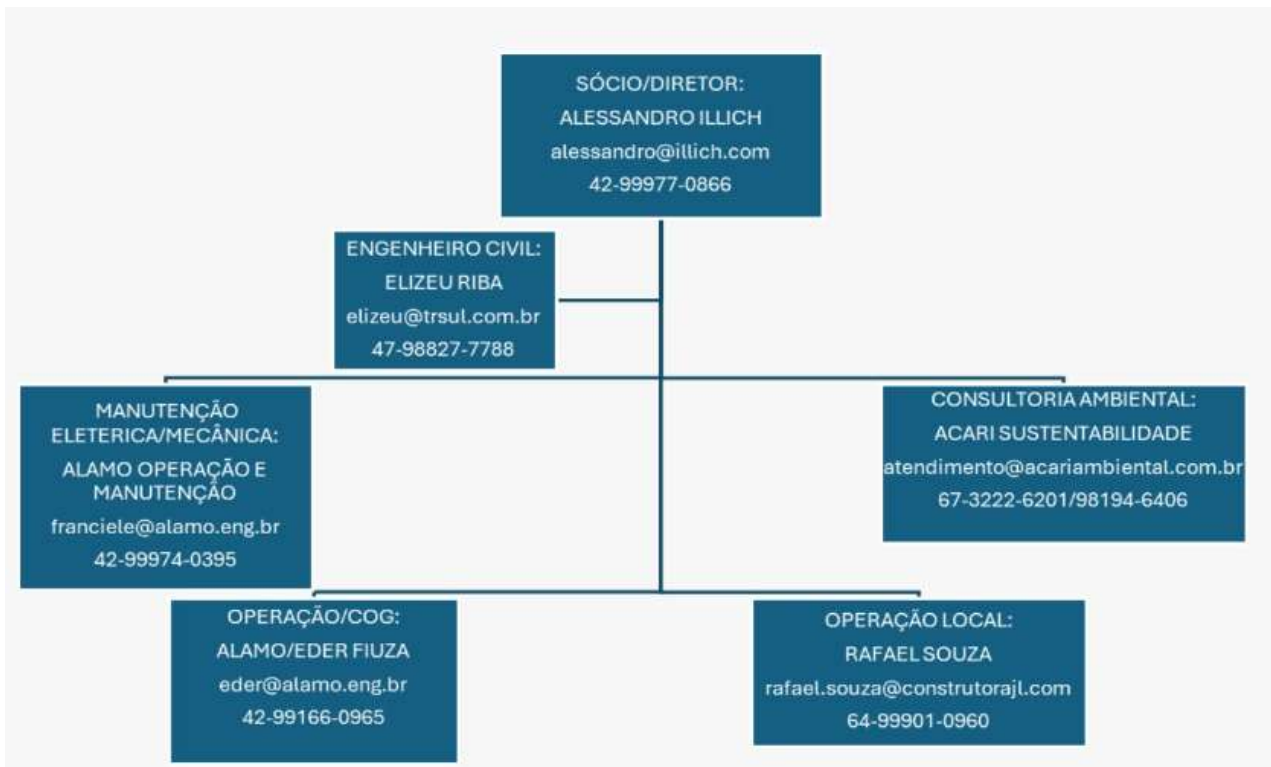 SÓCIO/DIRETOR:
ALESSANDRO ILLICH
alessandro@illich.com
42-99977-0866
ENGENHEIRO CIVIL:
ELIZEU RIBA
elizeu@trsul.com.br
47-98827-7788
MANUTENÇÃO
ELETERICA/MECÂNICA:
ALAMO OPERAÇÃO E
MANUTENÇÃO
franciele@alamo.eng.br
42-99974-0395
CONSULTORIA AMBIENTAL:
ACARI SUSTENTABILIDADE
atendimento@acariambiental.com.br
67-3222-6201/98194-6406
OPERAÇÃO/COG:
ALAMO/EDER FIUZA
eder@alamo.eng.br
42-99166-0965
OPERAÇÃO LOCAL:
RAFAEL SOUZA
rafael.souza@construtorajl.com
64-99901-0960